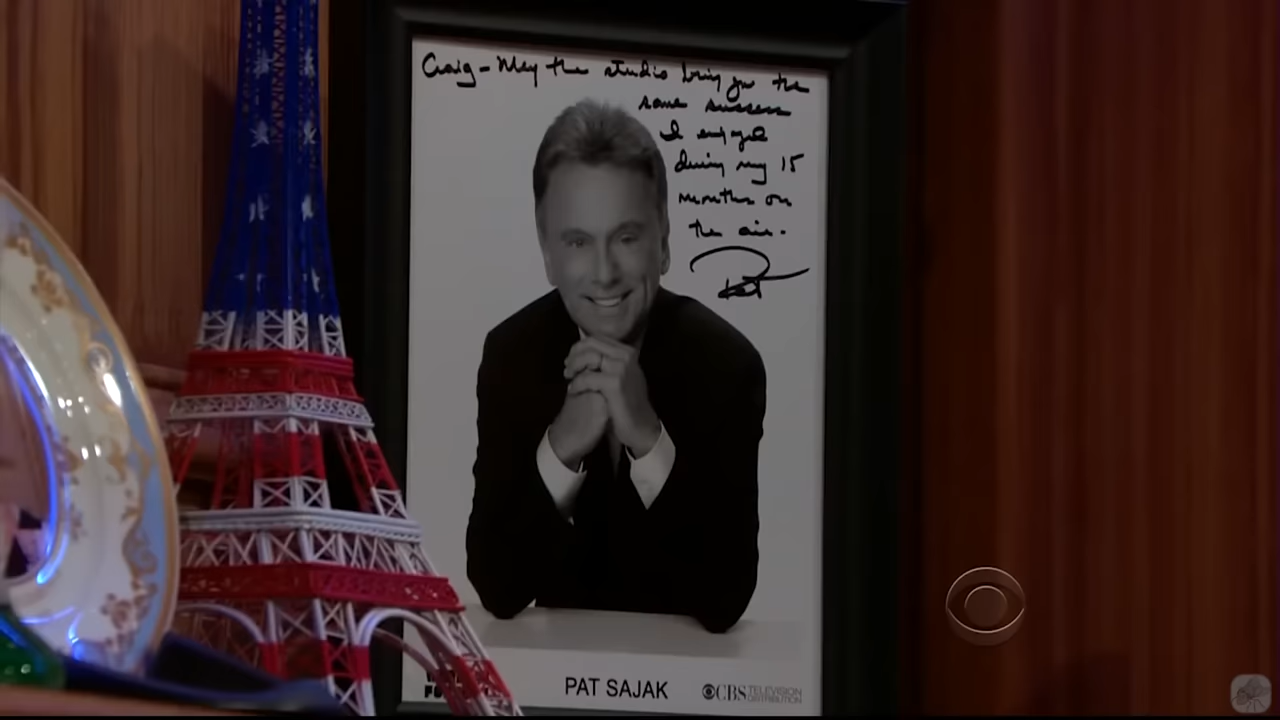 Craig - May the studio bring you the
same success
I enjoyed
during my 15
months on
the air.
Pat
PAT SAJAK
CBS TELEVISION
DISTRIBUTION